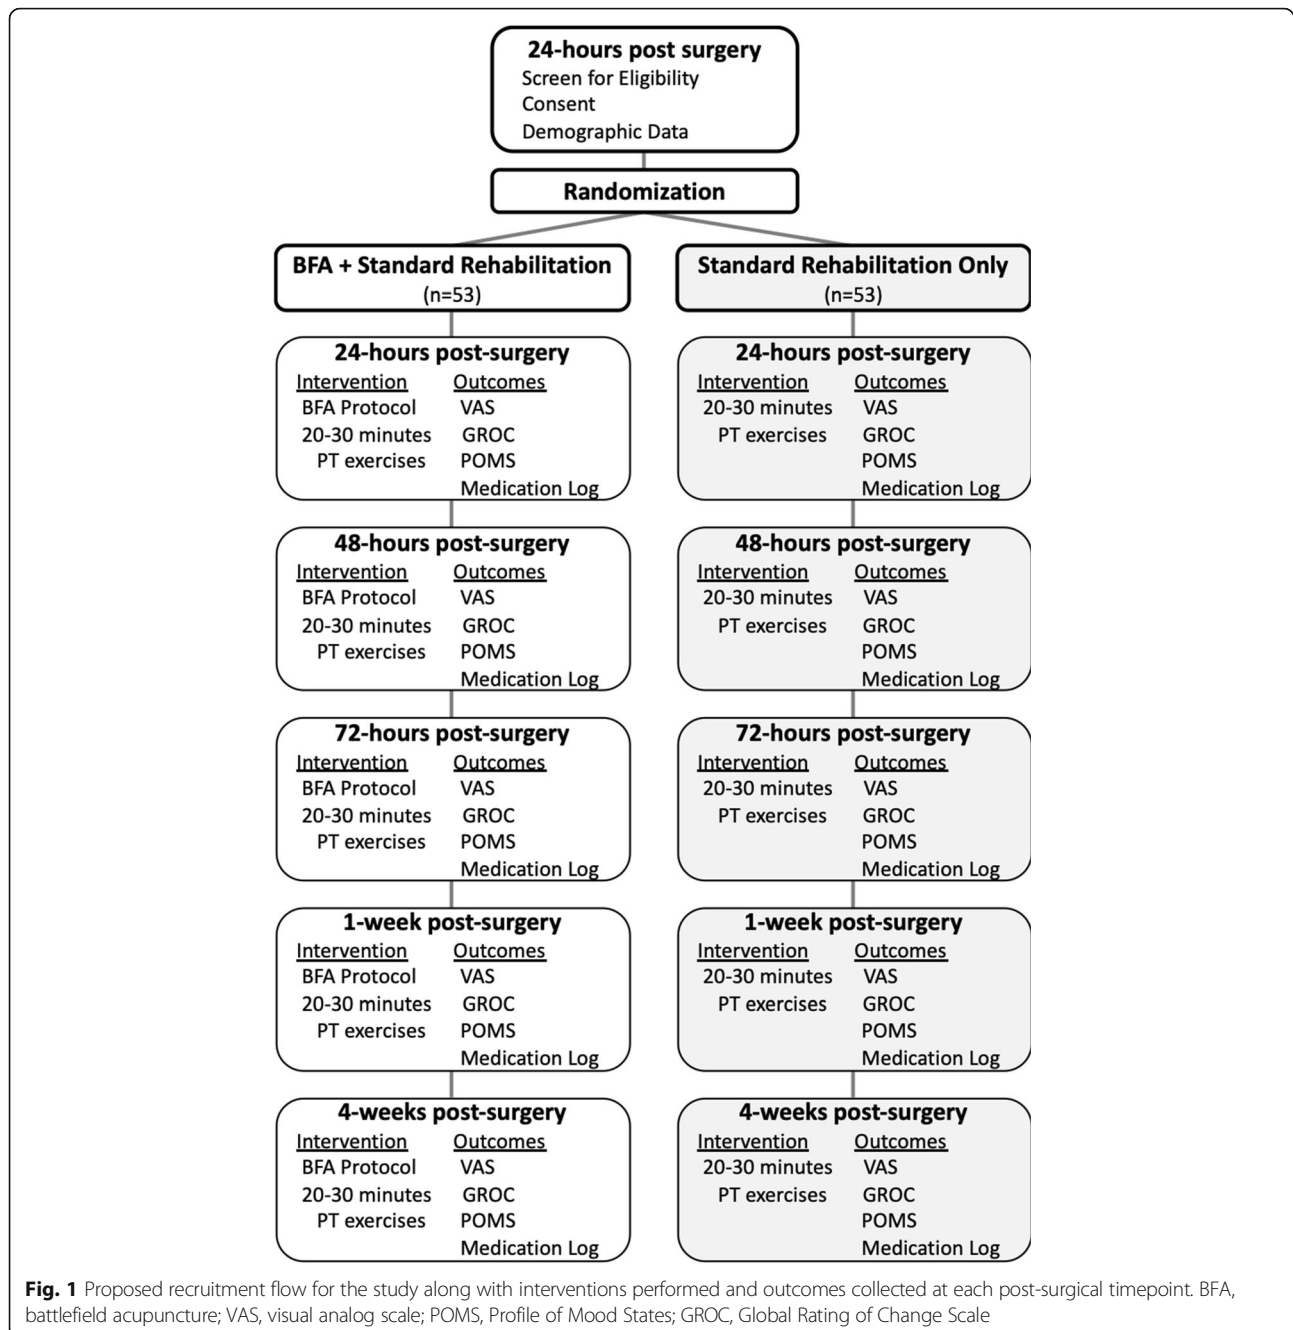 24-hours post surgery
Screen for Eligibility
Consent
Demographic Data
Randomization
BFA + Standard Rehabilitation
(n=53)
24-hours post-surgery
Intervention Outcomes
BFA Protocol VAS
20-30 minutes GROC
PT exercises POMS
Medication Log
48-hours post-surgery
Intervention Outcomes
BFA Protocol VAS
20-30 minutes GROC
PT exercises POMS
Medication Log
72-hours post-surgery
Intervention Outcomes
BFA Protocol VAS
20-30 minutes GROC
PT exercises POMS
Medication Log
1-week post-surgery
Intervention Outcomes
BFA Protocol VAS
20-30 minutes GROC
PT exercises POMS
Medication Log
4-weeks post-surgery
Intervention Outcomes
BFA Protocol VAS
20-30 minutes GROC
PT exercises POMS
Medication Log
Standard Rehabilitation Only
(n=53)
24-hours post-surgery
Intervention Outcomes
20-30 minutes VAS
PT exercises GROC
POMS
Medication Log
48-hours post-surgery
Intervention Outcomes
20-30 minutes VAS
PT exercises GROC
POMS
Medication Log
72-hours post-surgery
Intervention Outcomes
20-30 minutes VAS
PT exercises GROC
POMS
Medication Log
1-week post-surgery
Intervention Outcomes
20-30 minutes VAS
PT exercises GROC
POMS
Medication Log
4-weeks post-surgery
Intervention Outcomes
20-30 minutes VAS
PT exercises GROC
POMS
Medication Log
Fig. 1 Proposed recruitment flow for the study along with interventions performed and outcomes collected at each post-surgical timepoint. BFA,
battlefield acupuncture; VAS, visual analog scale; POMS, Profile of Mood States; GROC, Global Rating of Change Scale